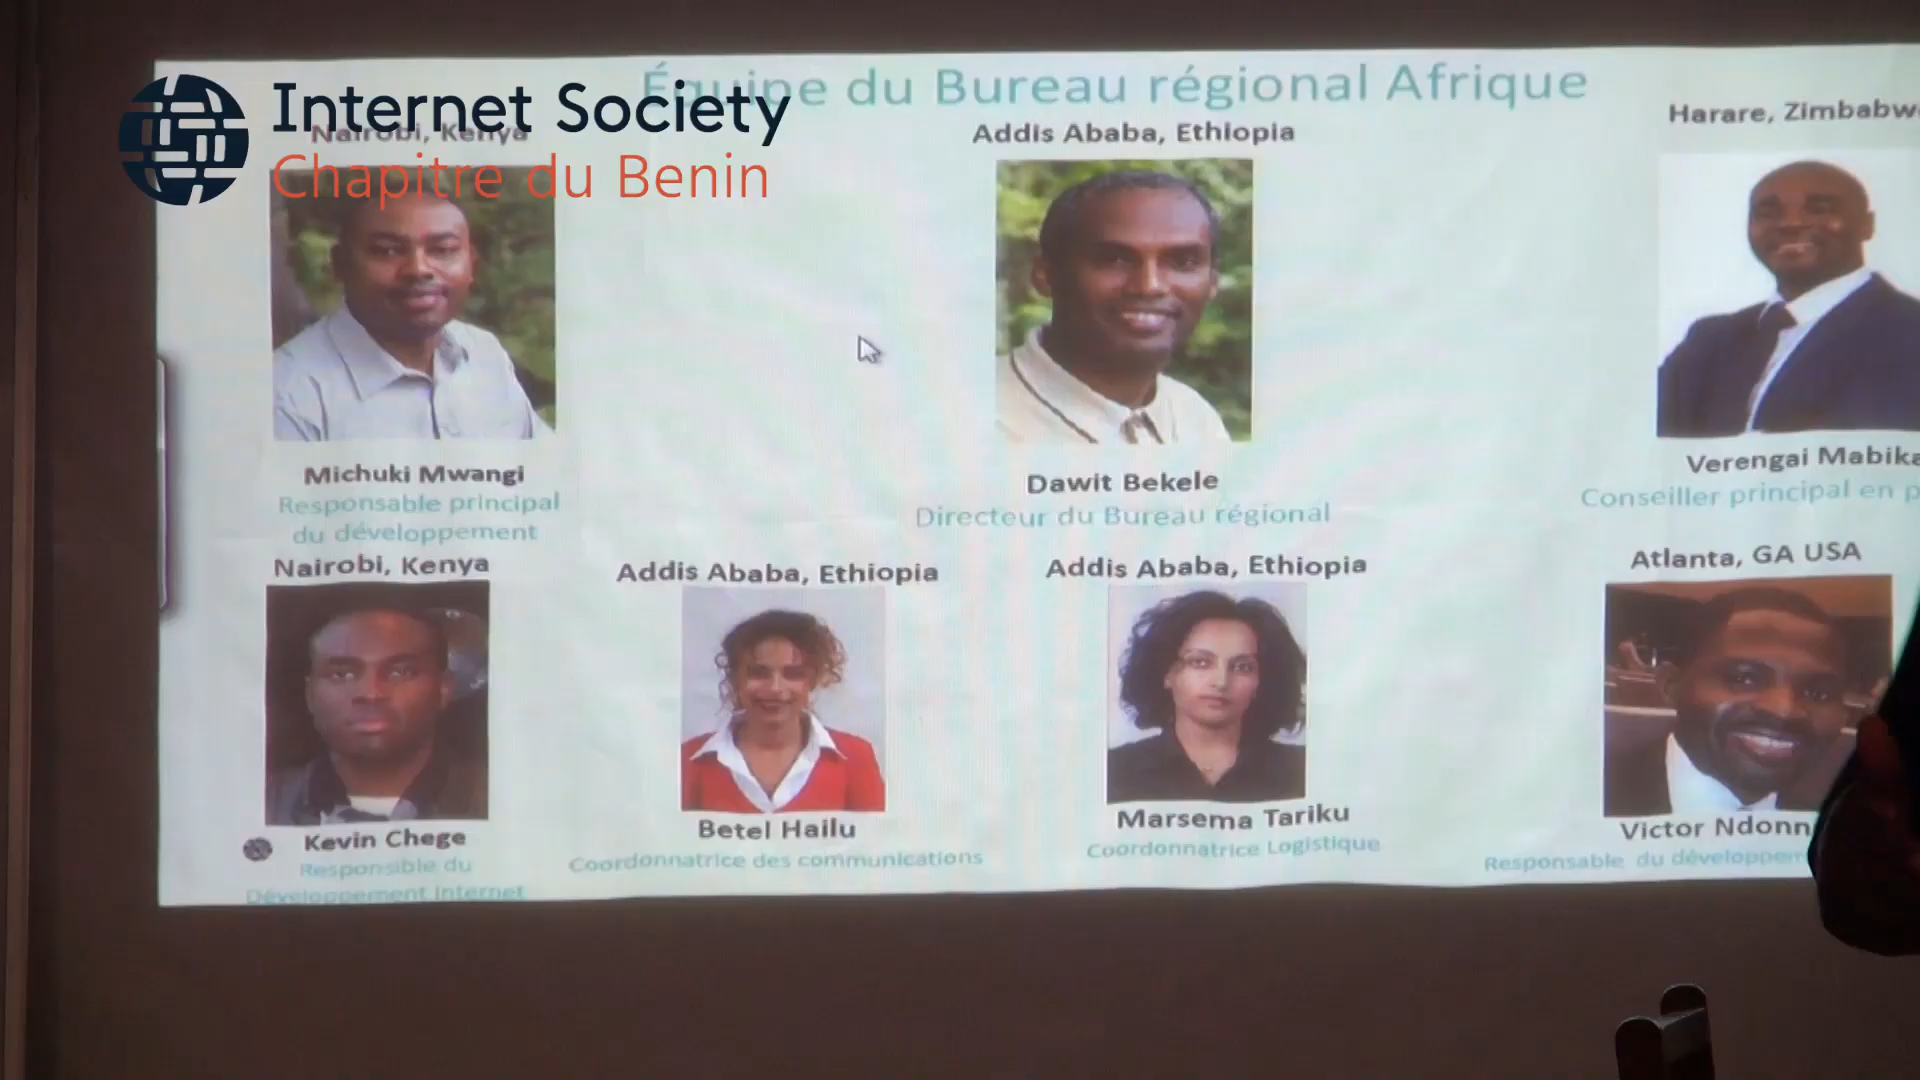 Internet Society
Chapitre du Benin
Équipe du Bureau régional Afrique
Nairobi, Kenya
Addis Ababa, Ethiopia
Harare, Zimbabw
Michuki Mwangi
Responsable principal
du développement
Dawit Bekele
Directeur du Bureau régional
Verengai Mabika
Conseiller principal en p
Nairobi, Kenya
Addis Ababa, Ethiopia
Addis Ababa, Ethiopia
Atlanta, GA USA
Kevin Chege
Responsible du
Développement Internet
Betel Hailu
Coordonnatrice des communications
Marsema Tariku
Coordonnatrice Logistique
Victor Ndonn
Responsable du développem